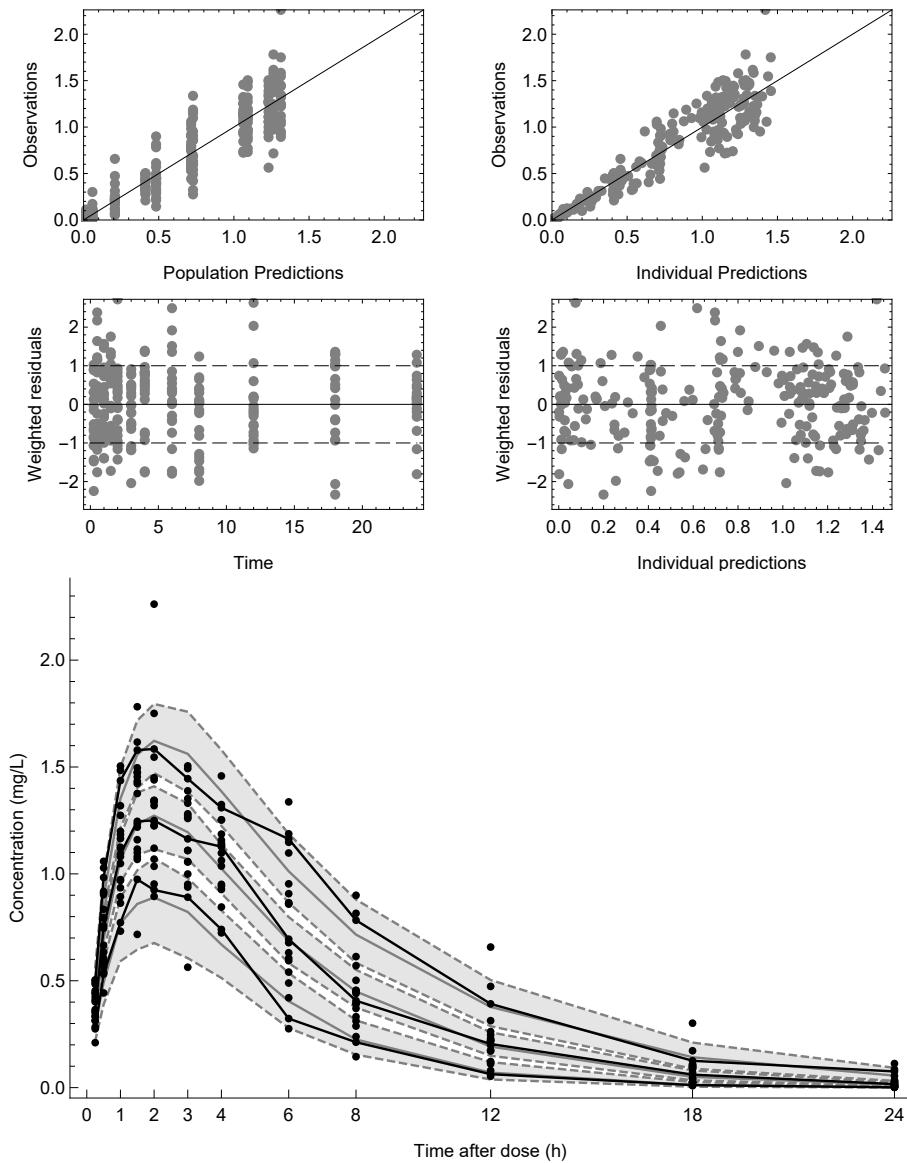 2.0
1.5
1.0
0.5
0.0
Observations
0.0 0.5 1.0 1.5 2.0
Population Predictions
2.0
1.5
1.0
0.5
0.0
Observations
0.0 0.5 1.0 1.5 2.0
Individual Predictions
2
1
0
−1
−2
Weighted residuals
0 5 10 15 20
Time
2
1
0
−1
−2
Weighted residuals
0.0 0.2 0.4 0.6 0.8 1.0 1.2 1.4
Individual predictions
2.0
1.5
1.0
0.5
0.0
Concentration (mg/L)
0 1 2 3 4 6 8 12 18 24
Time after dose (h)